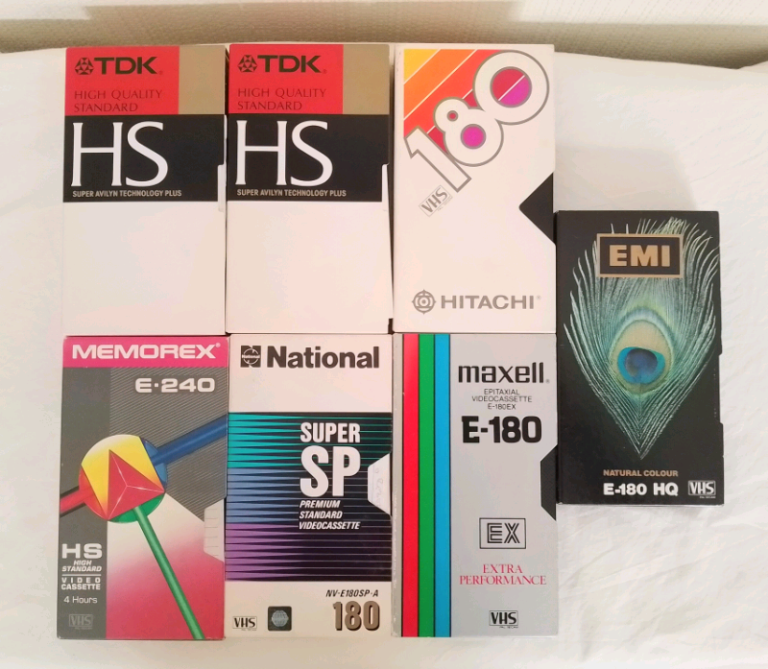 TDK
HIGH QUALITY
STANDARD
HS
SUPER AVILYN TECHNOLOGY PLUS
TDK
HIGH QUALITY
STANDARD
HS
SUPER AVILYN TECHNOLOGY PLUS
180
VHS
HITACHI
EMI
NATURAL COLOUR
E-180 HQ
VHS
MEMOREX
E·240
HS
HIGH
STANDARD
VIDEO
CASSETTE
4 Hours
VHS
National
SUPER
SP
PREMIUM
STANDARD
VIDEOCASSETTE
NV-E180SP-A
VHS
180
maxell
EPITAXIAL
VIDEOCASSETTE
E-180EX
E-180
EX
EXTRA
PERFORMANCE
VHS